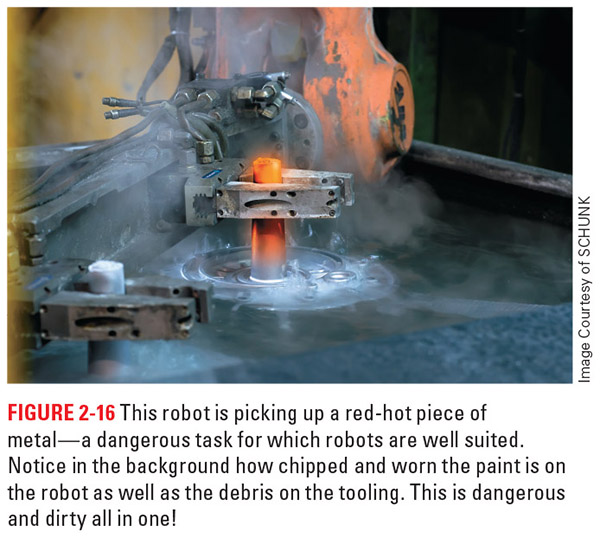 Image Courtesy of SCHUNK
FIGURE 2-16 This robot is picking up a red-hot piece of
metal—a dangerous task for which robots are well suited.
Notice in the background how chipped and worn the paint is on
the robot as well as the debris on the tooling. This is dangerous
and dirty all in one!